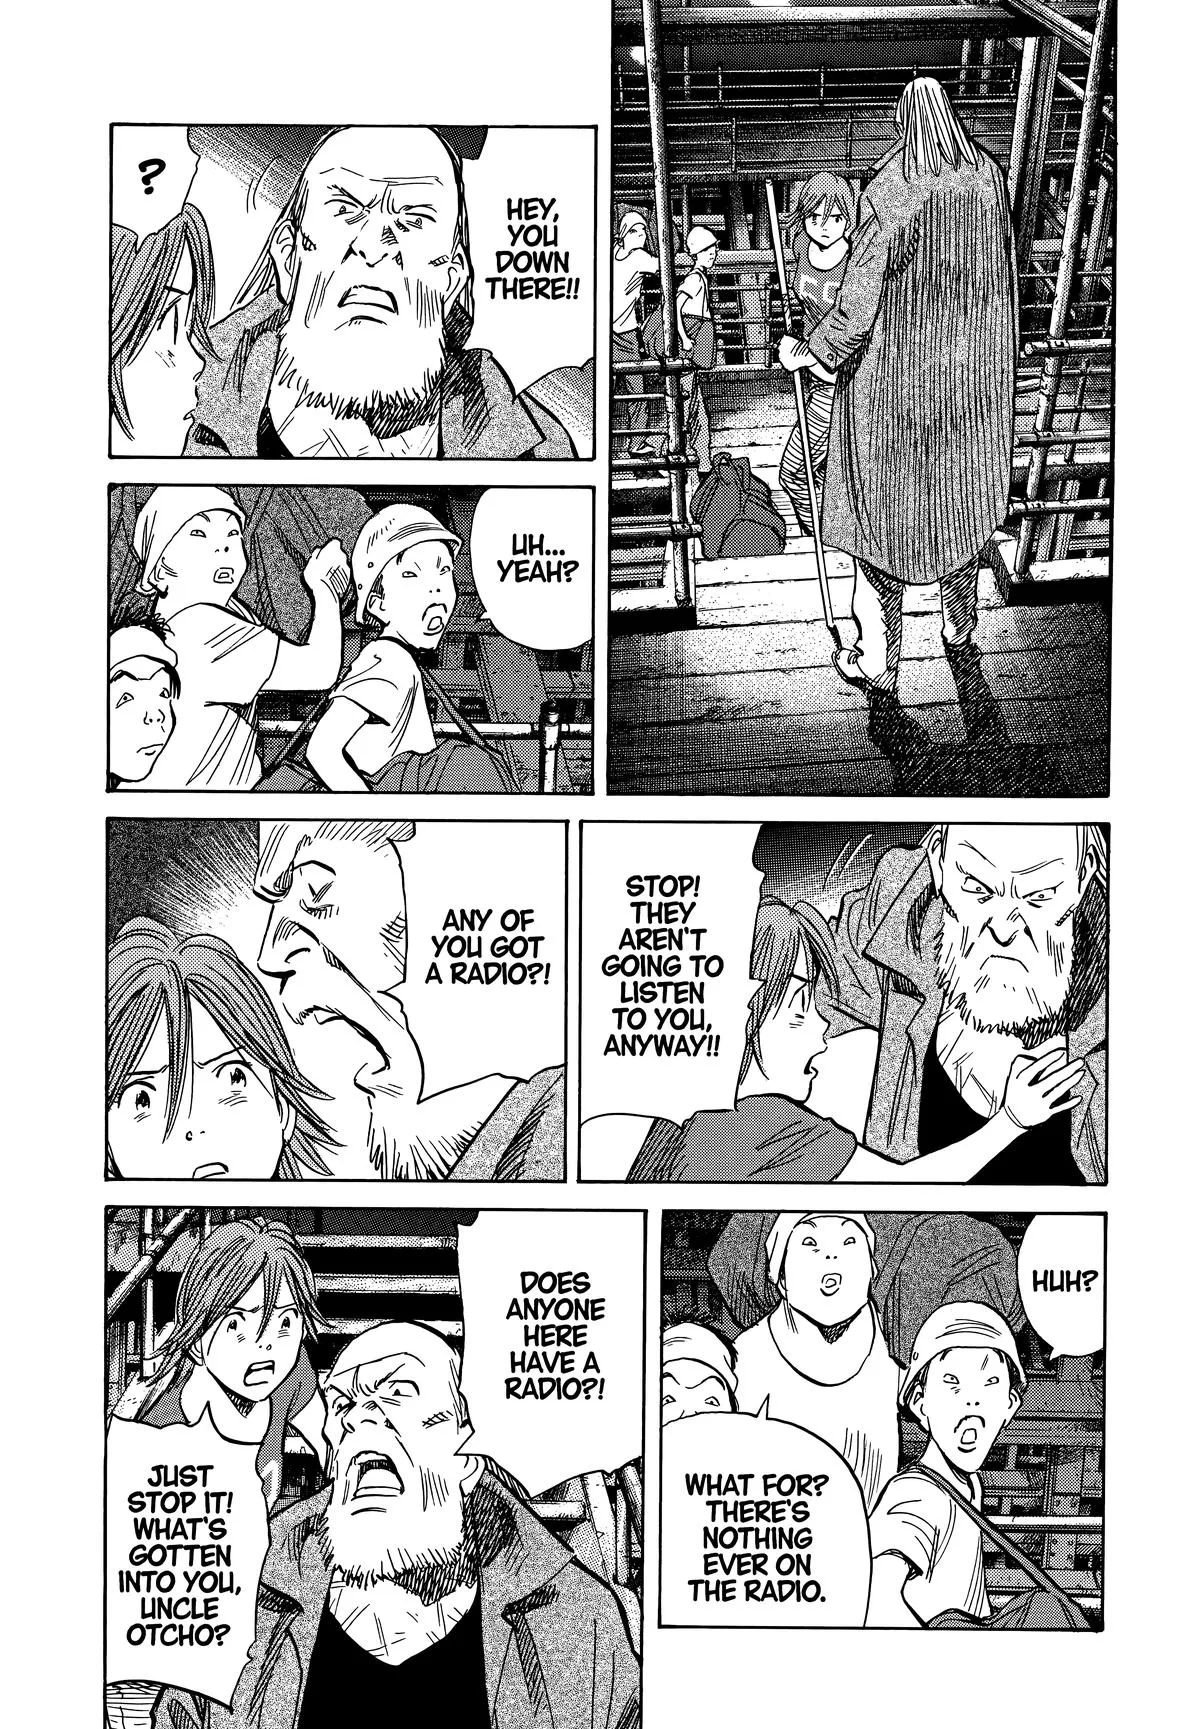 HEY,
YOU
DOWN
THERE!!
?
UH...
YEAH?
STOP!
THEY
AREN'T
GOING TO
LISTEN
TO YOU,
ANYWAY!!
ANY OF
YOU GOT
A RADIO?!
HUH?
WHAT FOR?
THERE'S
NOTHING
EVER ON
THE RADIO.
DOES
ANYONE
HERE
HAVE A
RADIO?!
JUST
STOP IT!
WHAT'S
GOTTEN
INTO YOU,
UNCLE
OTCHO?